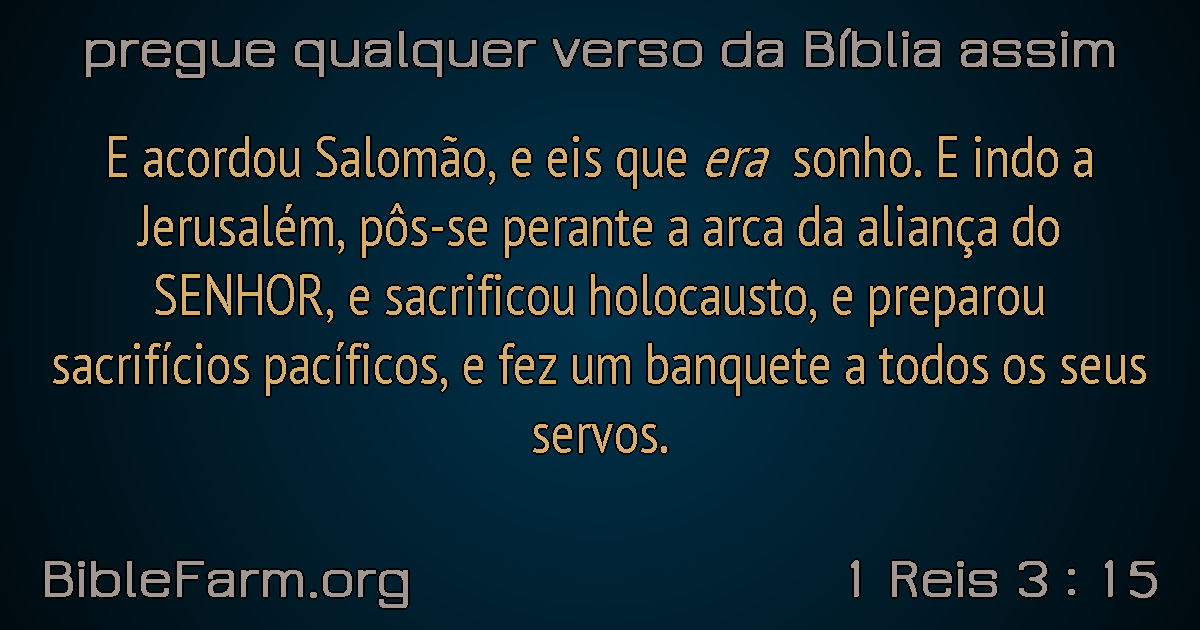 pregue qualquer verso da Bíblia assim
E acordou Salomão, e eis que era sonho. E indo a
Jerusalém, pôs-se perante a arca da aliança do
SENHOR, e sacrificou holocausto, e preparou
sacrifícios pacíficos, e fez um banquete a todos os seus
servos.
BibleFarm.org
1 Reis 3 : 15